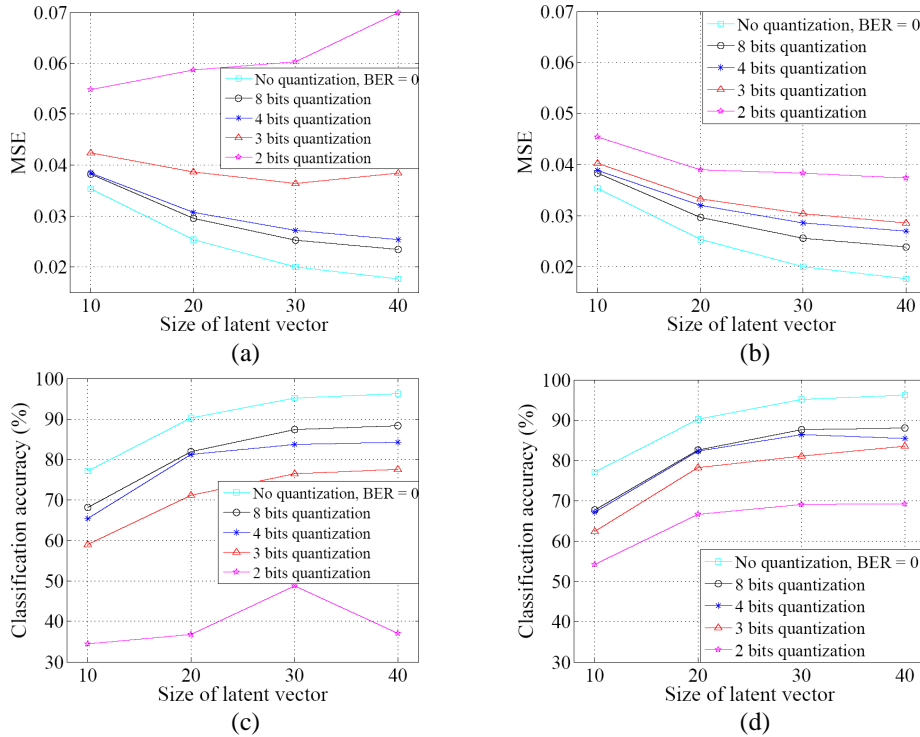 0.07
0.06
0.05
0.04
0.03
0.02
MSE
No quantization, BER = 0
8 bits quantization
4 bits quantization
3 bits quantization
2 bits quantization
10 20 30 40
Size of latent vector
(a)
0.07
0.06
0.05
0.04
0.03
0.02
MSE
No quantization, BER = 0
8 bits quantization
4 bits quantization
3 bits quantization
2 bits quantization
10 20 30 40
Size of latent vector
(b)
100
90
80
70
60
50
40
30
Classification accuracy (%)
No quantization, BER = 0
8 bits quantization
4 bits quantization
3 bits quantization
2 bits quantization
10 20 30 40
Size of latent vector
(c)
100
90
80
70
60
50
40
30
Classification accuracy (%)
No quantization, BER = 0
8 bits quantization
4 bits quantization
3 bits quantization
2 bits quantization
10 20 30 40
Size of latent vector
(d)